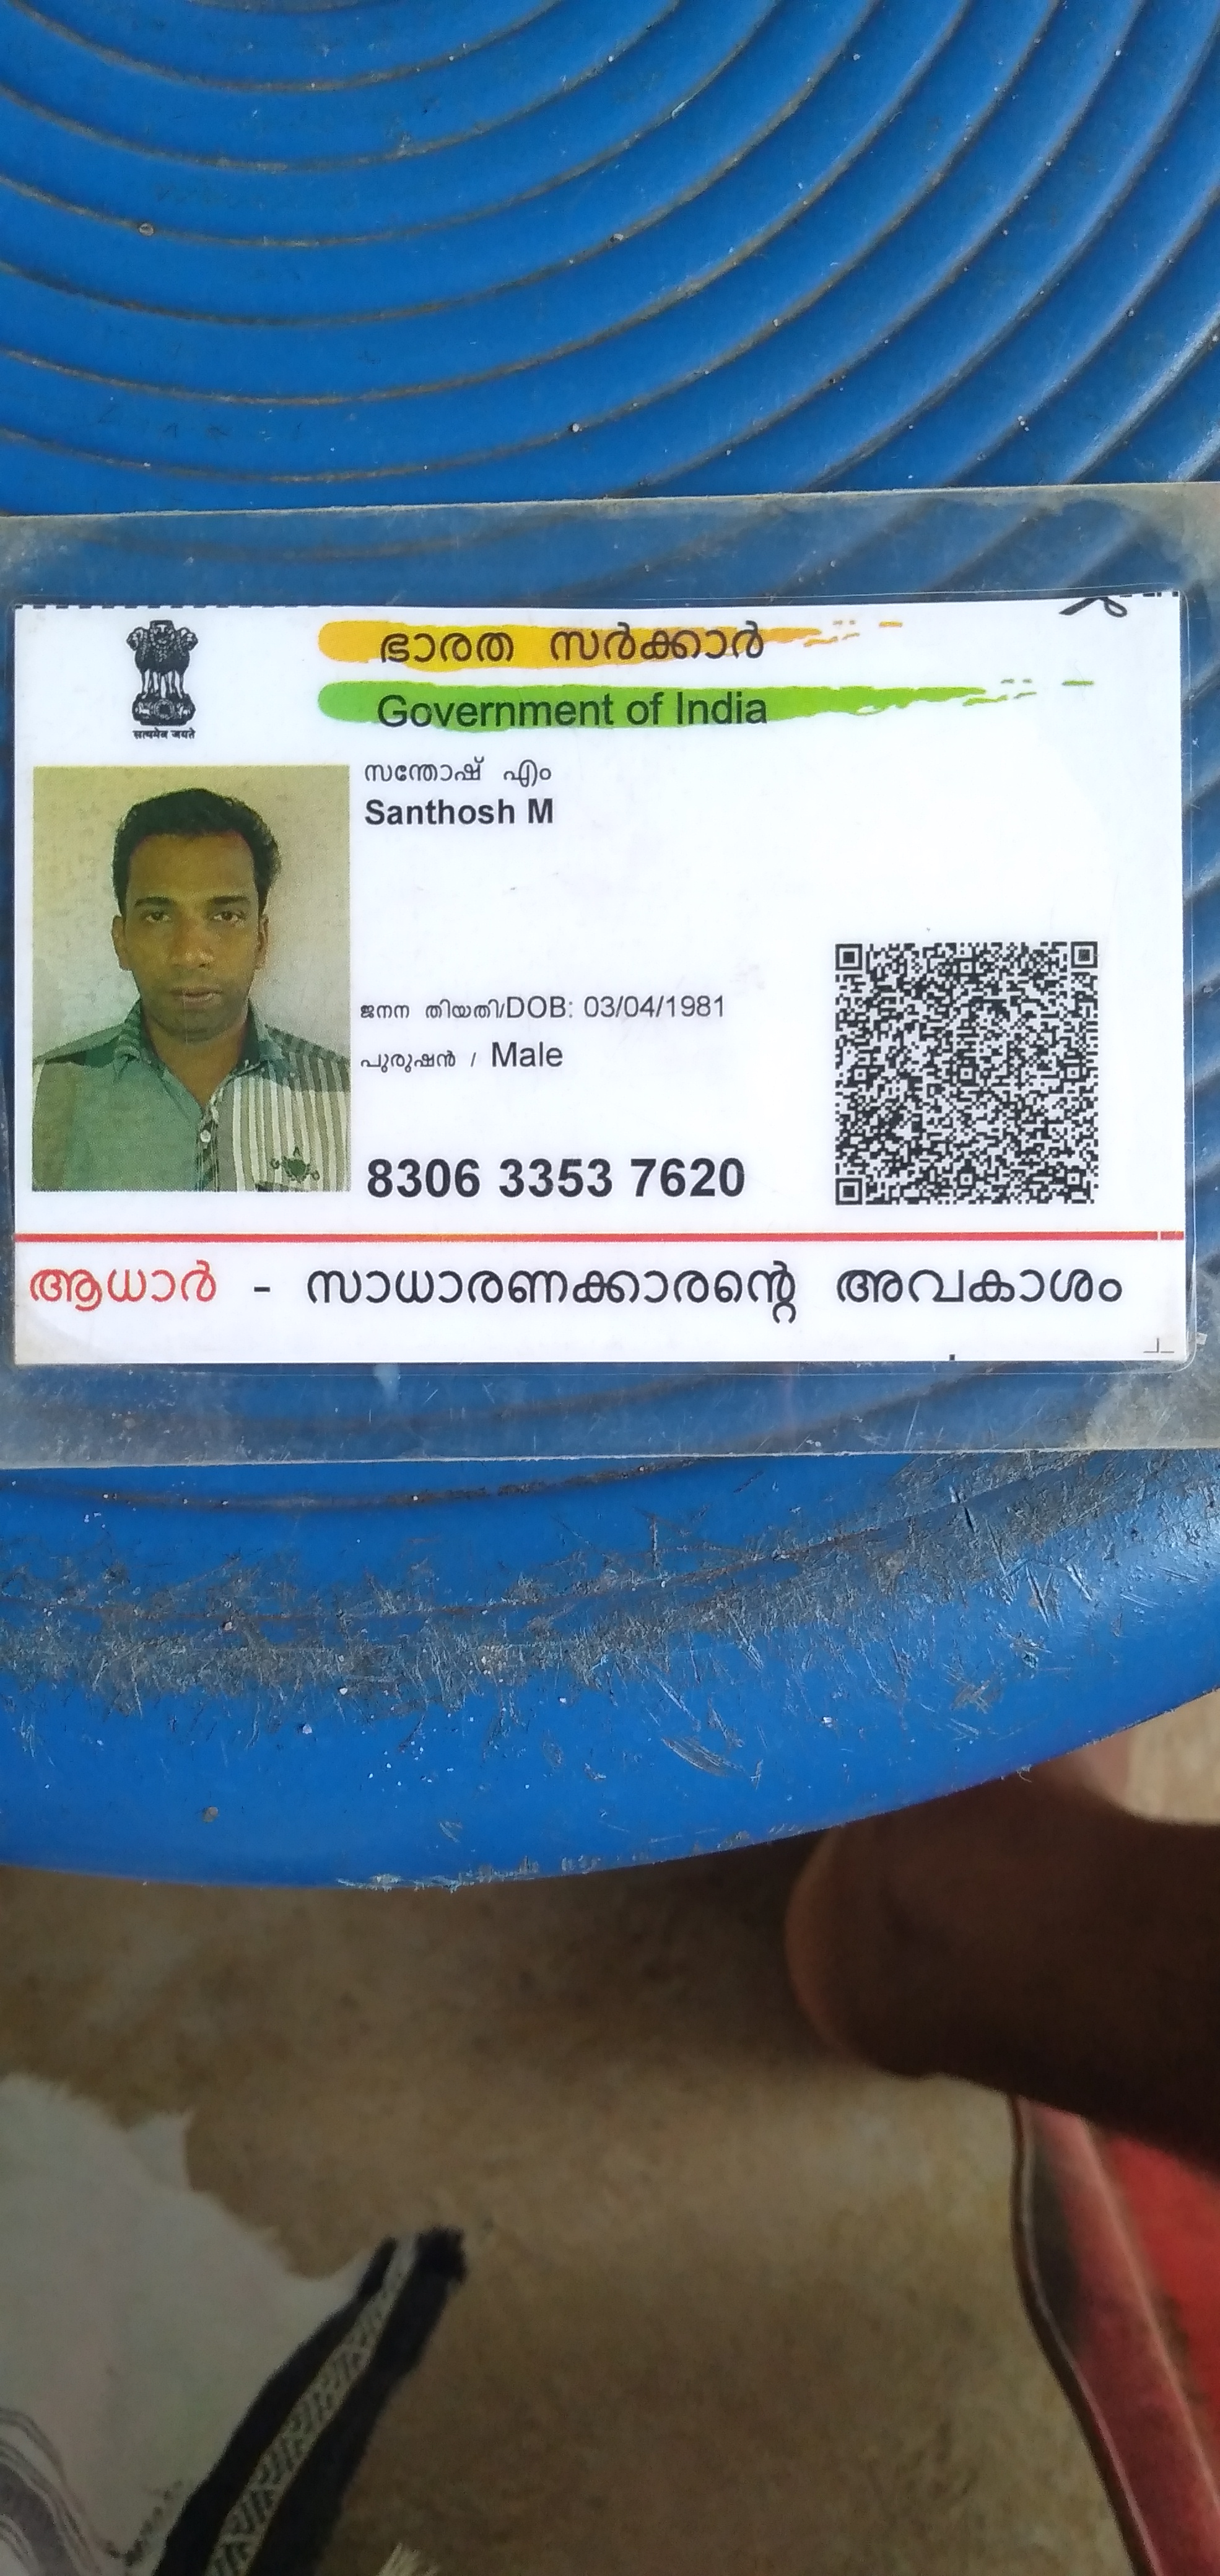 ഭാരത സർക്കാർ
Government of India
सत्यमेव जयते
സന്തോഷ് എം
Santhosh M
ജനന തിയതി/DOB: 03/04/1981
പുരുഷൻ / Male
8306 3353 7620
ആധാർ - സാധാരണക്കാരന്റെ അവകാശം